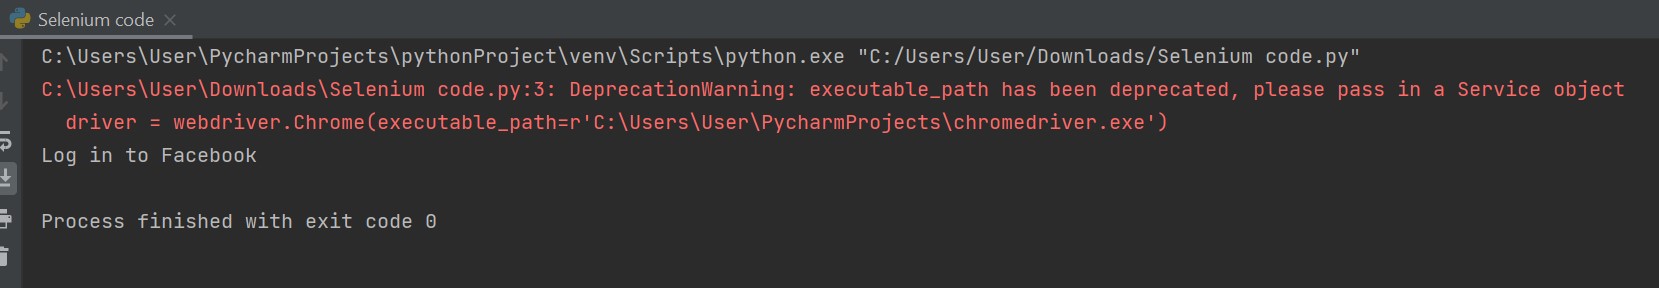 Selenium code
C:\Users\User\PycharmProjects\pythonProject\venv\Scripts\python.exe "C:/Users/User/Downloads/Selenium code.py"
C:\Users\User\Downloads\Selenium code.py:3: DeprecationWarning: executable_path has been deprecated, please pass in a Service object
driver = webdriver.Chrome(executable_path=r'C:\Users\User\PycharmProjects\chromedriver.exe')
Log in to Facebook
Process finished with exit code 0